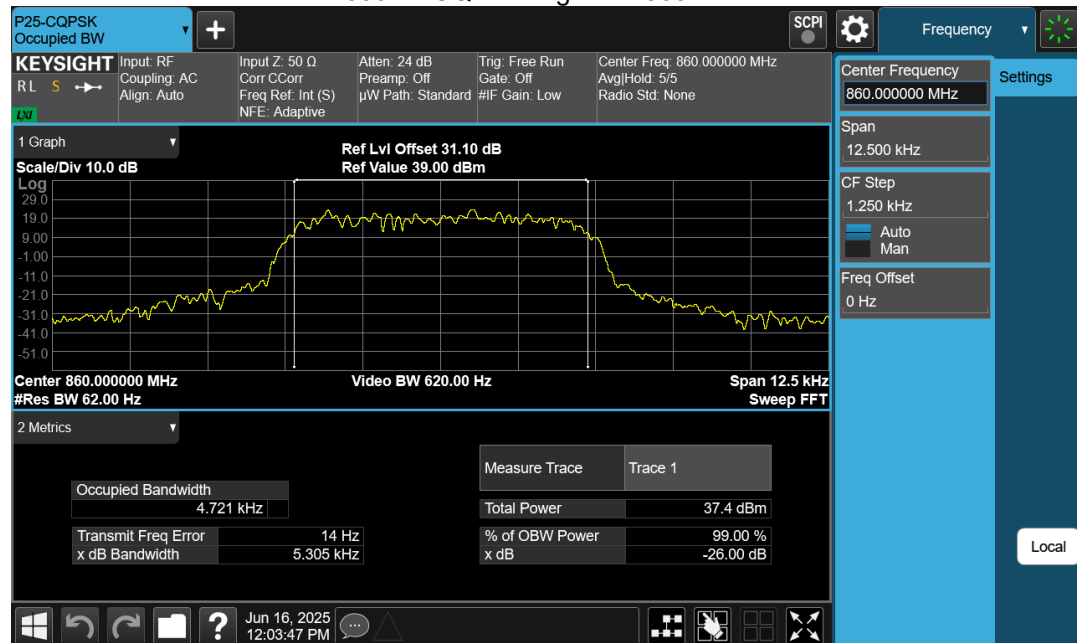 P25-CQPSK
Occupied BW
+
SCPI
Frequency
KEYSIGHT
RL S
LXI
Input: RF
Coupling: AC
Align: Auto
Input Z: 50 Ω
Corr CCorr
Freq Ref: Int (S)
NFE: Adaptive
Atten: 24 dB
Preamp: Off
µW Path: Standard
Trig: Free Run
Gate: Off
#IF Gain: Low
Center Freq: 860.000000 MHz
Avg|Hold: 5/5
Radio Std: None
Center Frequency
860.000000 MHz
Settings
Span
12.500 kHz
CF Step
1.250 kHz
Auto
Man
Freq Offset
0 Hz
1 Graph
Scale/Div 10.0 dB
Ref Lvl Offset 31.10 dB
Ref Value 39.00 dBm
Log
29.0
19.0
9.00
-1.00
-11.0
-21.0
-31.0
-41.0
-51.0
Center 860.000000 MHz
#Res BW 62.00 Hz
Video BW 620.00 Hz
Span 12.5 kHz
Sweep FFT
2 Metrics
Measure Trace Trace 1
Occupied Bandwidth
4.721 kHz
Total Power 37.4 dBm
Transmit Freq Error 14 Hz
% of OBW Power 99.00 %
x dB Bandwidth 5.305 kHz
x dB -26.00 dB
Local
?
Jun 16, 2025
12:03:47 PM